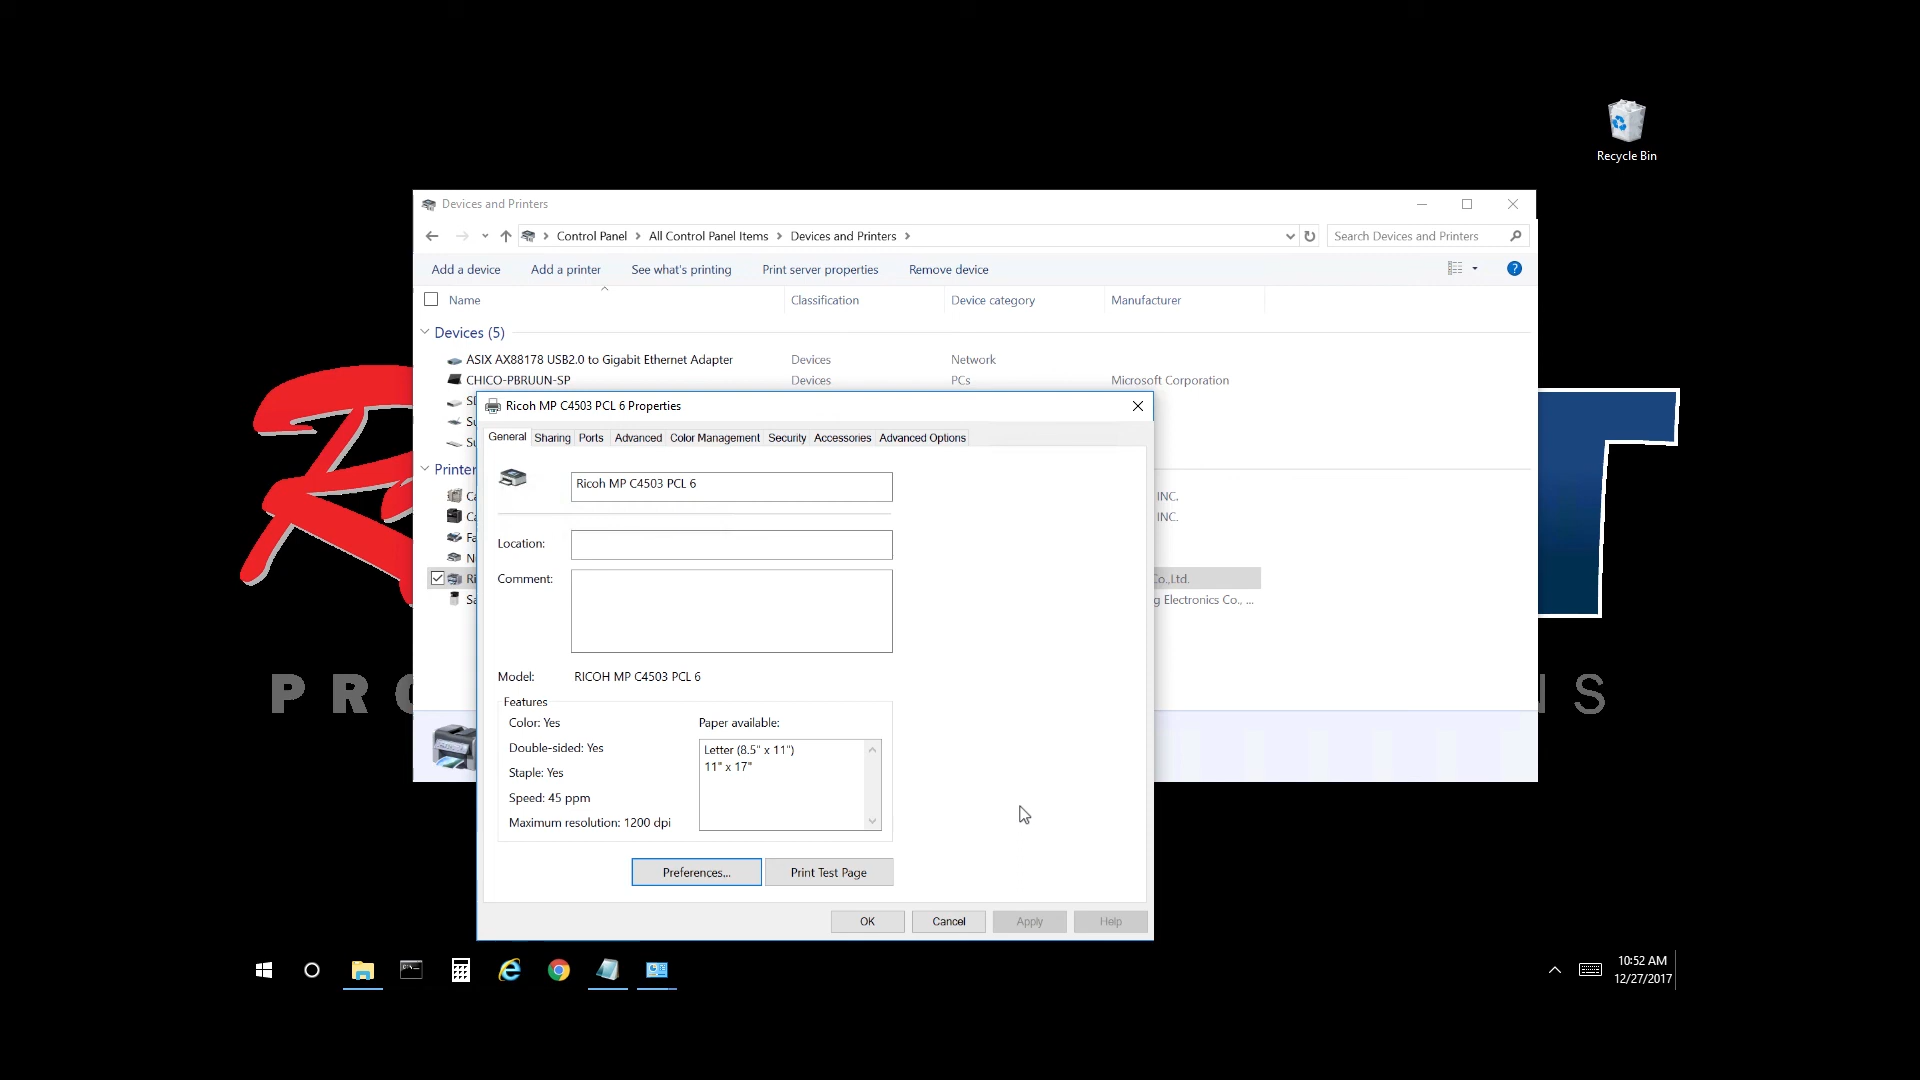 Recycle Bin
Devices and Printers
Control Panel > All Control Panel Items > Devices and Printers >
Search Devices and Printers
Add a device
Add a printer
See what's printing
Print server properties
Remove device
Name
Classification
Device category
Manufacturer
Devices (5)
ASIX AX88178 USB2.0 to Gigabit Ethernet Adapter
Devices
Network
CHICO-PBRUUN-SP
Devices
PCs
Microsoft Corporation
Ricoh MP C4503 PCL 6 Properties
General
Sharing
Ports
Advanced
Color Management
Security
Accessories
Advanced Options
Printer
Ricoh MP C4503 PCL 6
INC.
INC.
Location:
Comment:
Co.,Ltd.
g Electronics Co., ...
Model:
RICOH MP C4503 PCL 6
Features
Color: Yes
Double-sided: Yes
Staple: Yes
Speed: 45 ppm
Maximum resolution: 1200 dpi
Paper available:
Letter (8.5" x 11")
11" x 17"
Preferences...
Print Test Page
OK
Cancel
Apply
Help
10:52 AM
12/27/2017